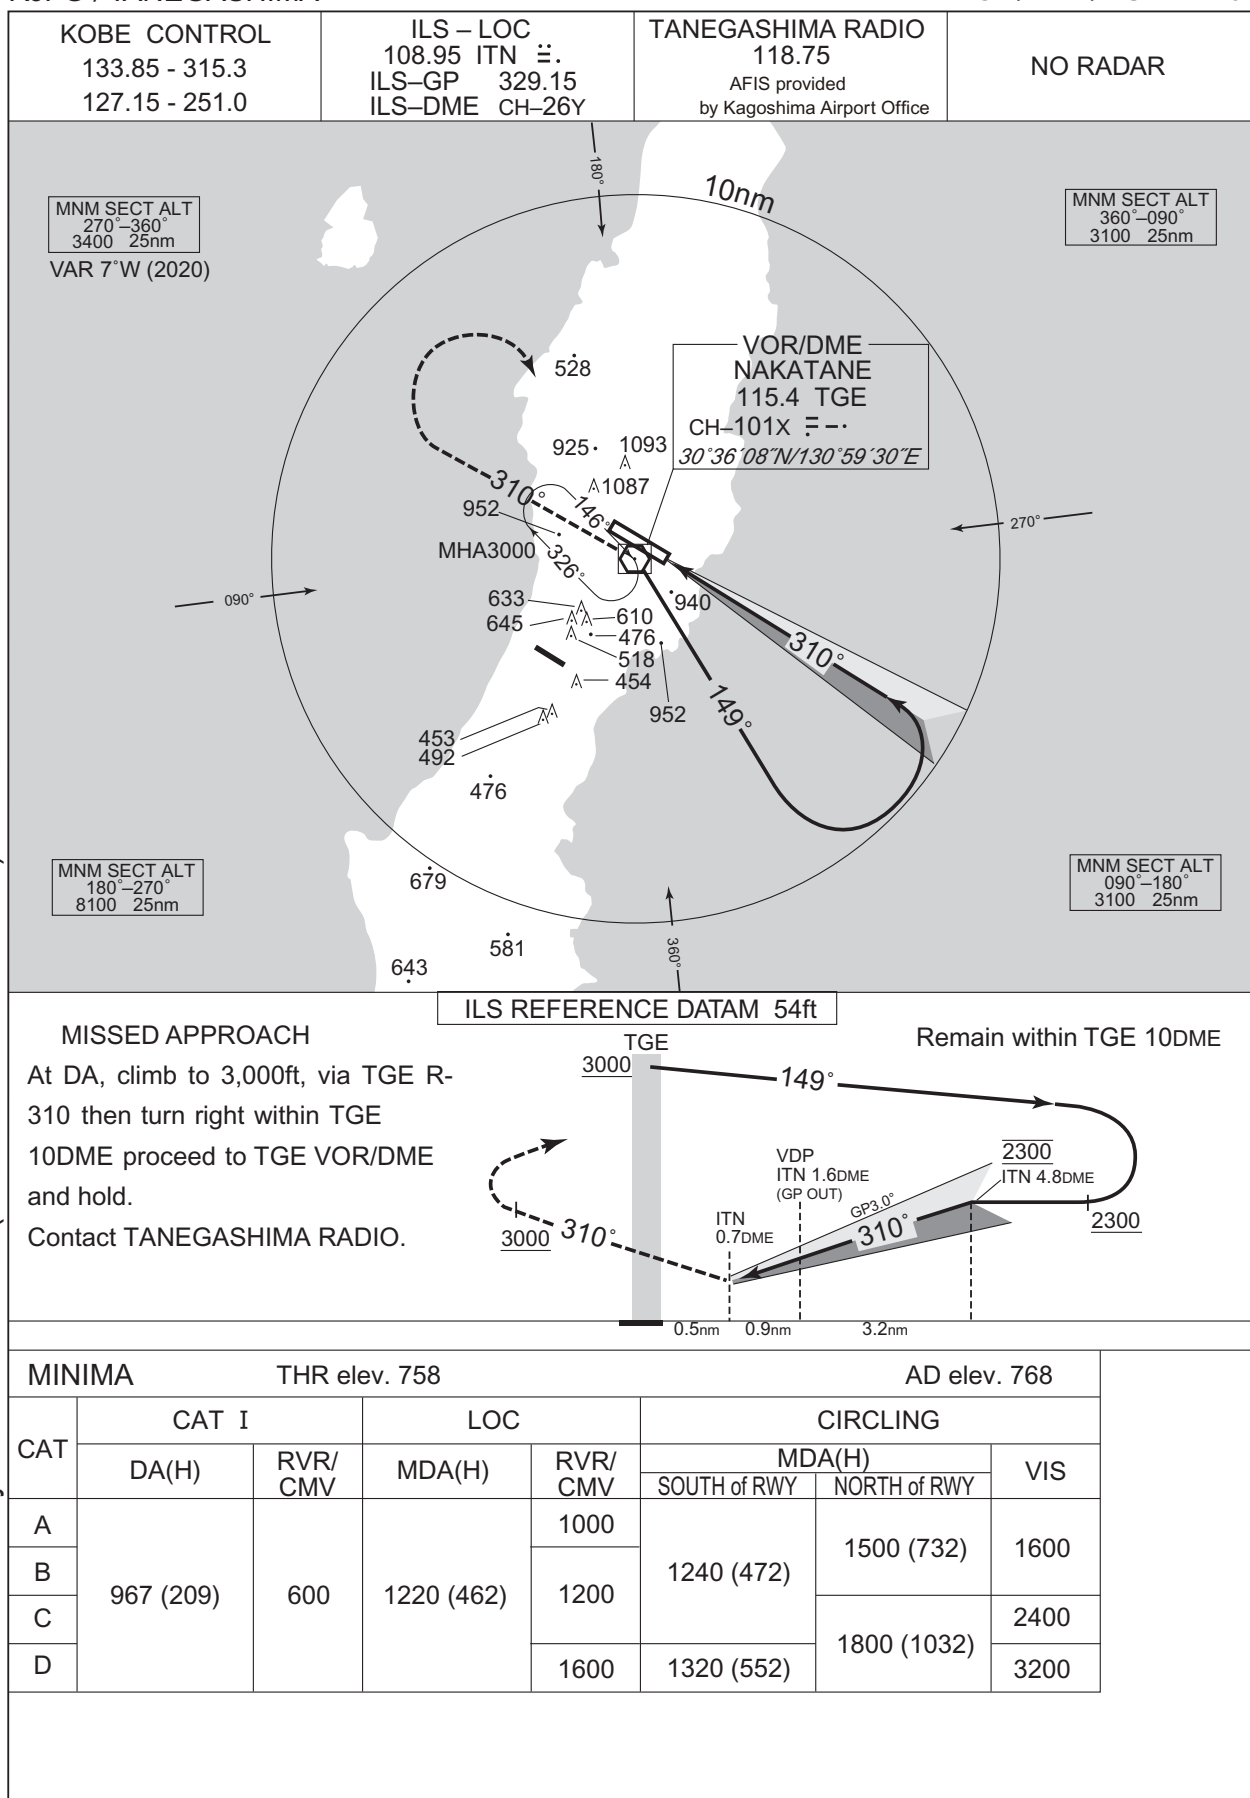 KOBE CONTROL
133.85 - 315.3
127.15 - 251.0
ILS – LOC
108.95 ITN
ILS–GP 329.15
ILS–DME CH–26Y
TANEGASHIMA RADIO
118.75
AFIS provided
by Kagoshima Airport Office
NO RADAR
MNM SECT ALT
270°–360°
3400 25nm
VAR 7°W (2020)
180°
10nm
MNM SECT ALT
360°–090°
3100 25nm
VOR/DME
NAKATANE
115.4 TGE
CH–101X
30°36´08˝N/130°59´30˝E
528
925
1093
1087
310°
146°
952
MHA3000
326°
270°
090°
633
645
610
476
518
454
940
952
310°
149°
453
492
476
679
581
643
360°
MNM SECT ALT
180°–270°
8100 25nm
MNM SECT ALT
090°–180°
3100 25nm
ILS REFERENCE DATAM 54ft
MISSED APPROACH
At DA, climb to 3,000ft, via TGE R-
310 then turn right within TGE
10DME proceed to TGE VOR/DME
and hold.
Contact TANEGASHIMA RADIO.
TGE
3000
Remain within TGE 10DME
149°
VDP
ITN 1.6DME
(GP OUT)
2300
ITN 4.8DME
GP3.0°
310°
2300
ITN
0.7DME
3000
310°
0.5nm 0.9nm 3.2nm
MINIMA THR elev. 758 AD elev. 768
CAT
CAT I
LOC
CIRCLING
DA(H)
RVR/
CMV
MDA(H)
RVR/
CMV
MDA(H)
SOUTH of RWY
NORTH of RWY
VIS
A
B
C
D
967 (209)
600
1220 (462)
1000
1200
1600
1240 (472)
1320 (552)
1500 (732)
1800 (1032)
1600
2400
3200